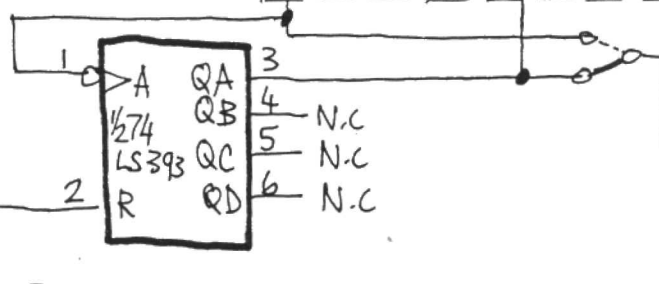 1 A QA 3
QB 4 N.C
1/2 74
LS393 QC 5 N.C
2 R QD 6 N.C